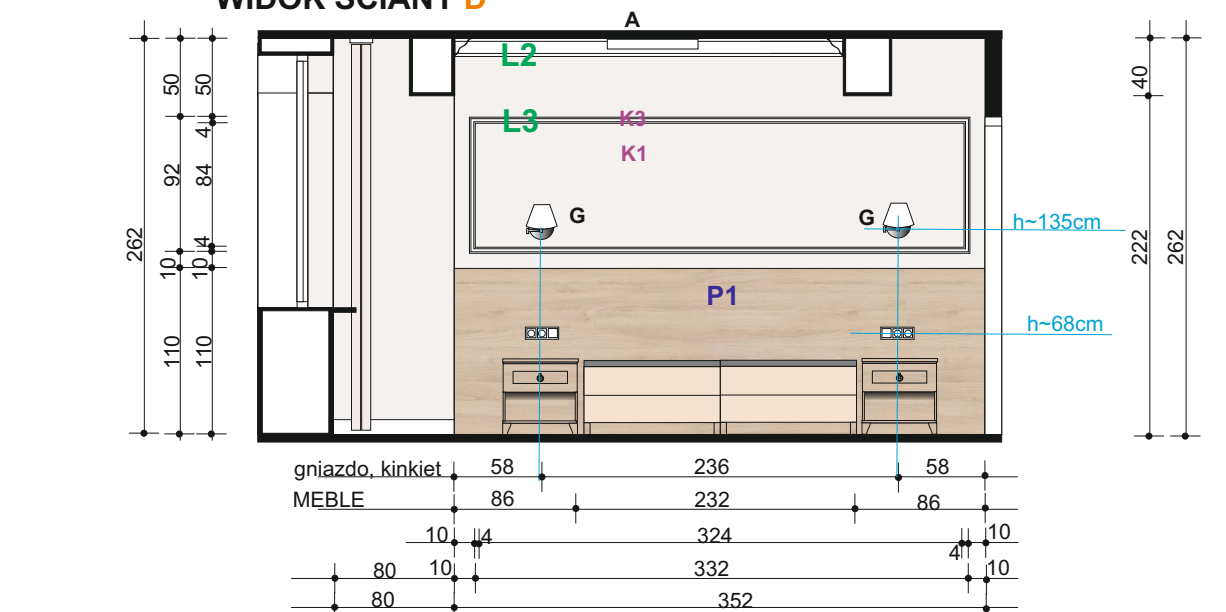 WIDOK ŚCIANY D
A
L2
L3
K3
K1
G
G
h~135cm
P1
h~68cm
262
50
92
10
110
50
4
84
4
10
110
40
222
262
gniazdo, kinkiet 58 236 58
MEBLE 86 232 86
10 4 324 4 10
80 10 332 10
80 352